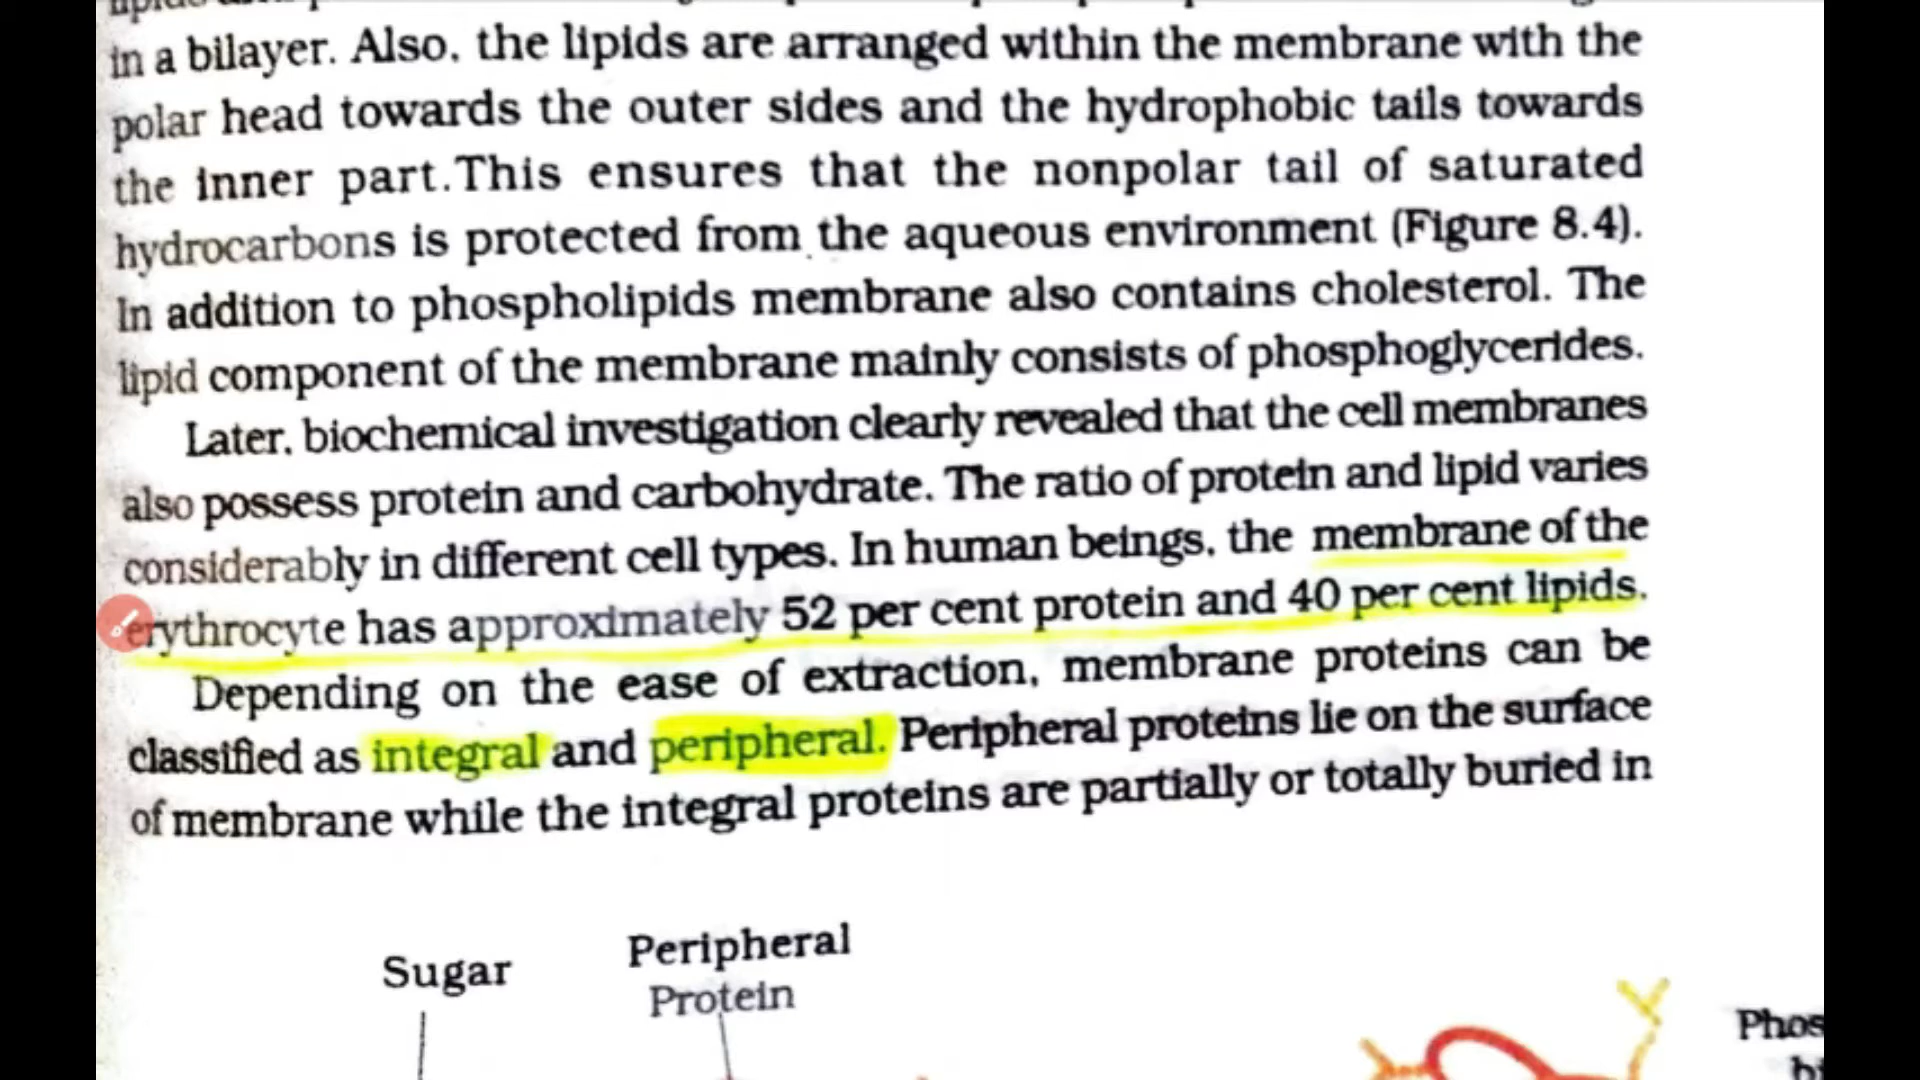 in a bilayer. Also, the lipids are arranged within the membrane with the
polar head towards the outer sides and the hydrophobic tails towards
the inner part.This ensures that the nonpolar tail of saturated
hydrocarbons is protected from the aqueous environment (Figure 8.4).
In addition to phospholipids membrane also contains cholesterol. The
lipid component of the membrane mainly consists of phosphoglycerides.
Later, biochemical investigation clearly revealed that the cell membranes
also possess protein and carbohydrate. The ratio of protein and lipid varies
considerably in different cell types. In human beings, the membrane of the
erythrocyte has approximately 52 per cent protein and 40 per cent lipids.
Depending on the ease of extraction, membrane proteins can be
classified as integral and peripheral. Peripheral proteins lie on the surface
of membrane while the integral proteins are partially or totally buried in
Sugar
Peripheral
Protein